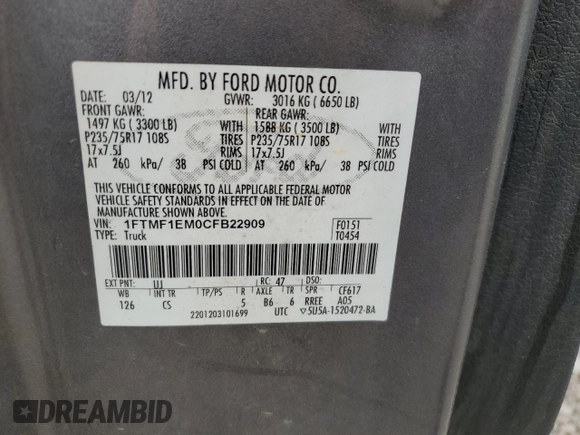 MFD. BY FORD MOTOR CO.
DATE: 03/12 GVWR: 3016 KG ( 6650 LB)
FRONT GAWR: REAR GAWR:
1497 KG ( 3300 LB) WITH 1588 KG ( 3500 LB) WITH
P235/75R17 108S TIRES P235/75R17 108S TIRES
17x7.5J RIMS 17x7.5J RIMS
AT 260 kPa/ 38 PSI COLD AT 260 kPa/ 38 PSI COLD
THIS VEHICLE CONFORMS TO ALL APPLICABLE FEDERAL MOTOR
VEHICLE SAFETY STANDARDS IN EFFECT ON THE DATE OF
MANUFACTURE SHOWN ABOVE.
VIN: 1FTMF1EM0CFB22909 F0151
TYPE: Truck T0454
EXT PNT: UJ RC: 47 DSO:
WB INT TR TP/PS R AXLE TR SPR CF617
126 CS 5 B6 6 RREE A05
2201203101699 UTC ▽5U5A-1520472-BA
DREAMBID